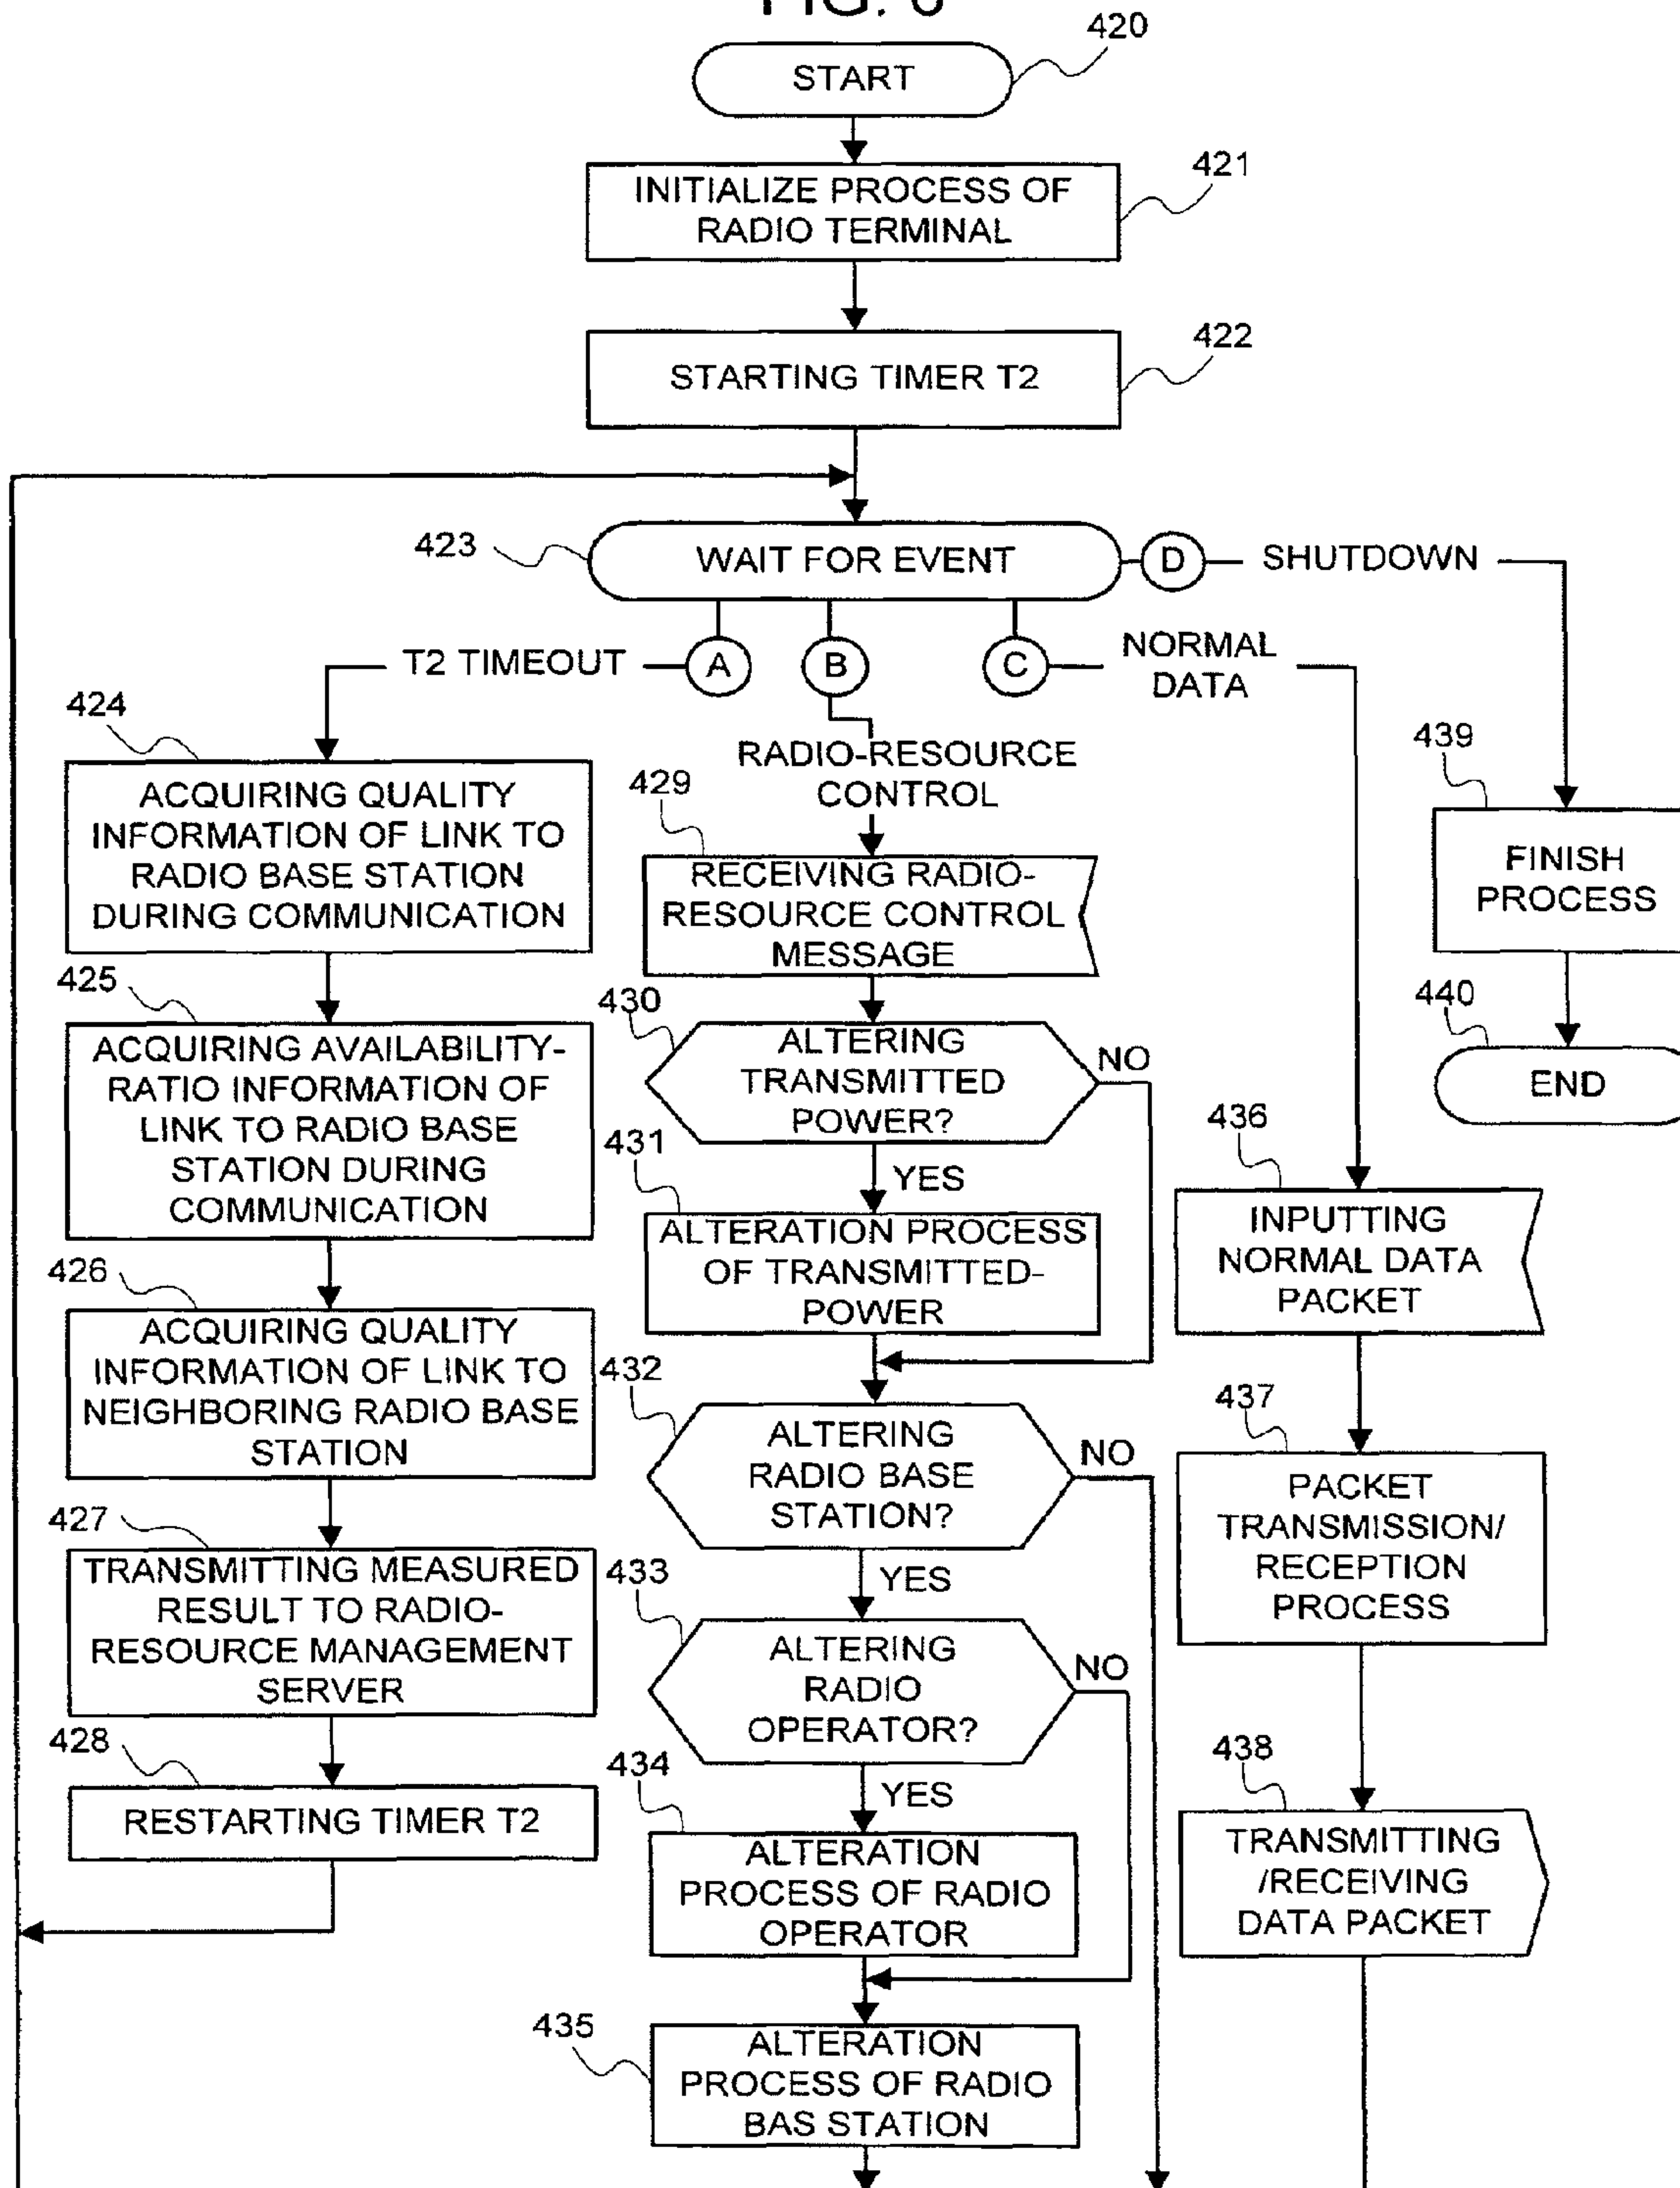 420
START
421
INITIALIZE PROCESS OF
RADIO TERMINAL
422
STARTING TIMER T2
423
WAIT FOR EVENT
D
SHUTDOWN
T2 TIMEOUT
A
B
C
NORMAL
DATA
424
ACQUIRING QUALITY
INFORMATION OF LINK TO
RADIO BASE STATION
DURING COMMUNICATION
425
ACQUIRING AVAILABILITY-
RATIO INFORMATION OF
LINK TO RADIO BASE
STATION DURING
COMMUNICATION
426
ACQUIRING QUALITY
INFORMATION OF LINK TO
NEIGHBORING RADIO BASE
STATION
427
TRANSMITTING MEASURED
RESULT TO RADIO-
RESOURCE MANAGEMENT
SERVER
428
RESTARTING TIMER T2
RADIO-RESOURCE
CONTROL
429
RECEIVING RADIO-
RESOURCE CONTROL
MESSAGE
430
ALTERING
TRANSMITTED
POWER?
NO
YES
431
ALTERATION PROCESS
OF TRANSMITTED-
POWER
432
ALTERING
RADIO BASE
STATION?
NO
YES
433
ALTERING
RADIO
OPERATOR?
NO
YES
434
ALTERATION
PROCESS OF RADIO
OPERATOR
435
ALTERATION
PROCESS OF RADIO
BAS STATION
436
INPUTTING
NORMAL DATA
PACKET
437
PACKET
TRANSMISSION/
RECEPTION
PROCESS
438
TRANSMITTING
/RECEIVING
DATA PACKET
439
FINISH
PROCESS
440
END